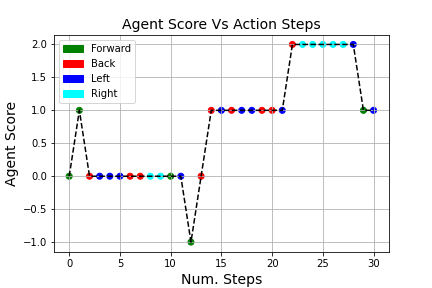 Agent Score Vs Action Steps
Forward
Back
Left
Right
2.0
1.5
1.0
0.5
0.0
−0.5
−1.0
Agent Score
0 5 10 15 20 25 30
Num. Steps